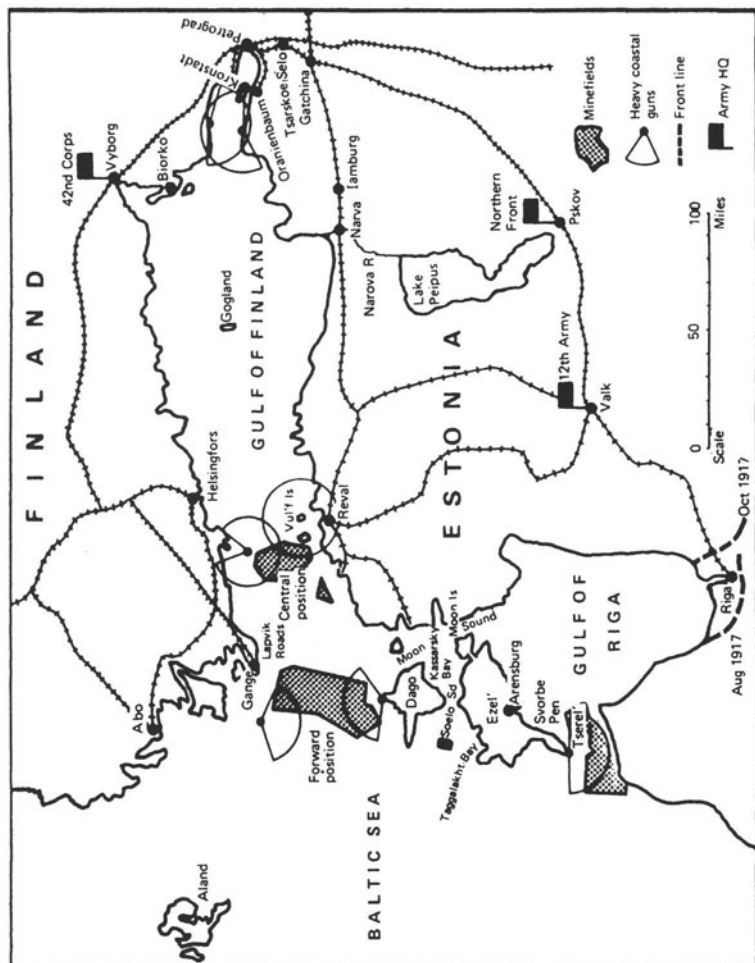 FINLAND
42nd Corps
Vyborg
Biorko
Kronstadt
Petrograd
Tsarskoe Selo
Oranienbaum
Gatchina
Abo
Helsingfors
Gogland
GULF OF FINLAND
Iamburg
Narva
Narova R
Lake
Peipus
Northern
Front
Pskov
Aland
Gange
Lapvik
Roads
Central
position
Vul'f Is
Reval
Forward
position
BALTIC SEA
Dago
Moon
Kassarsky
Bay
Moon Is
Sound
Soelo Sd
Taggalakht Bay
Ezel'
Arensburg
Svorbe
Pen
Tserel'
ESTONIA
12th Army
Valk
GULF OF
RIGA
Riga
Aug 1917
Oct 1917
0
50
100
Scale
Miles
Minefields
Heavy coastal
guns
Front line
Army HQ